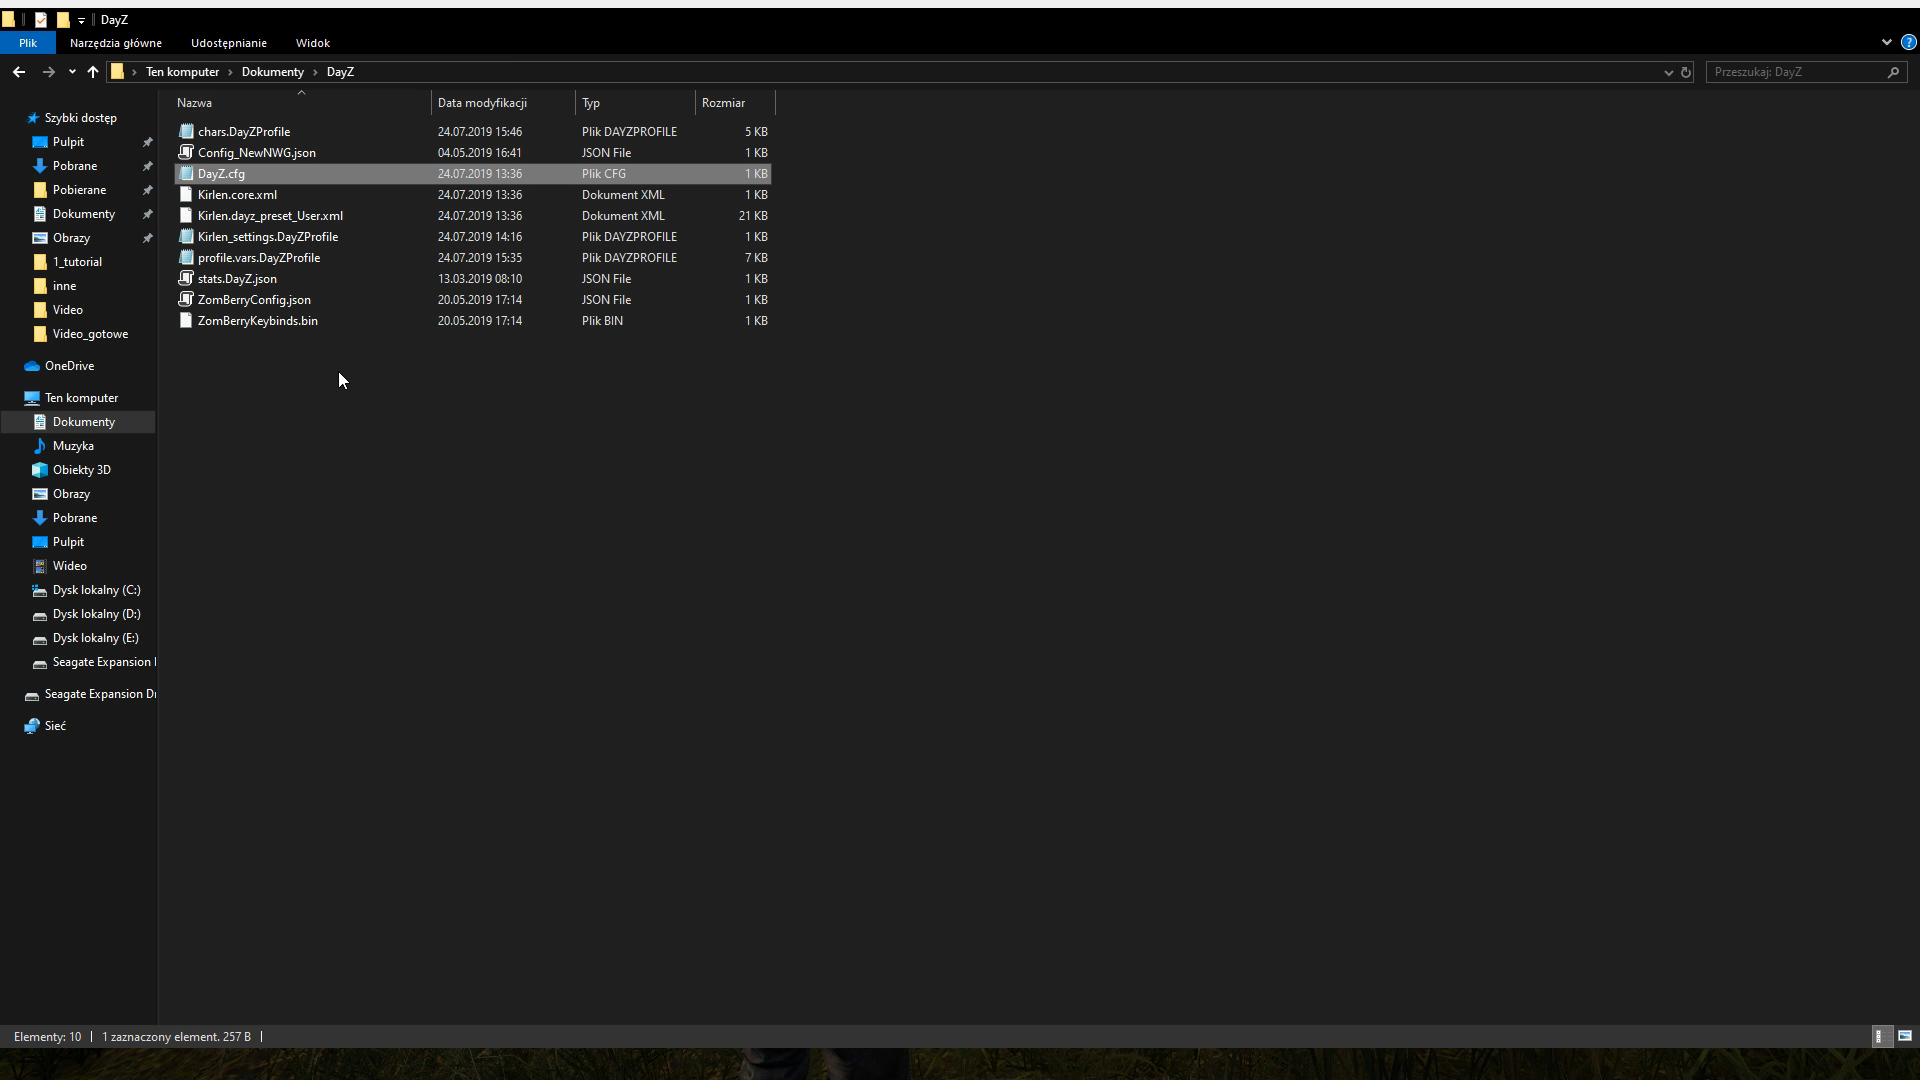 DayZ
Plik Narzędzia główne Udostępnianie Widok
Ten komputer Dokumenty DayZ
Przeszukaj: DayZ
Nazwa Data modyfikacji Typ Rozmiar
chars.DayZProfile 24.07.2019 15:46 Plik DAYZPROFILE 5 KB
Config_NewNWG.json 04.05.2019 16:41 JSON File 1 KB
DayZ.cfg 24.07.2019 13:36 Plik CFG 1 KB
Kirlen.core.xml 24.07.2019 13:36 Dokument XML 1 KB
Kirlen.dayz_preset_User.xml 24.07.2019 13:36 Dokument XML 21 KB
Kirlen_settings.DayZProfile 24.07.2019 14:16 Plik DAYZPROFILE 1 KB
profile.vars.DayZProfile 24.07.2019 15:35 Plik DAYZPROFILE 7 KB
stats.DayZ.json 13.03.2019 08:10 JSON File 1 KB
ZomBerryConfig.json 20.05.2019 17:14 JSON File 1 KB
ZomBerryKeybinds.bin 20.05.2019 17:14 Plik BIN 1 KB
Szybki dostęp
Pulpit
Pobrane
Pobierane
Dokumenty
Obrazy
1_tutorial
inne
Video
Video_gotowe
OneDrive
Ten komputer
Dokumenty
Muzyka
Obiekty 3D
Obrazy
Pobrane
Pulpit
Wideo
Dysk lokalny (C:)
Dysk lokalny (D:)
Dysk lokalny (E:)
Seagate Expansion
Seagate Expansion Dr
Sieć
Elementy: 10 1 zaznaczony element. 257 B